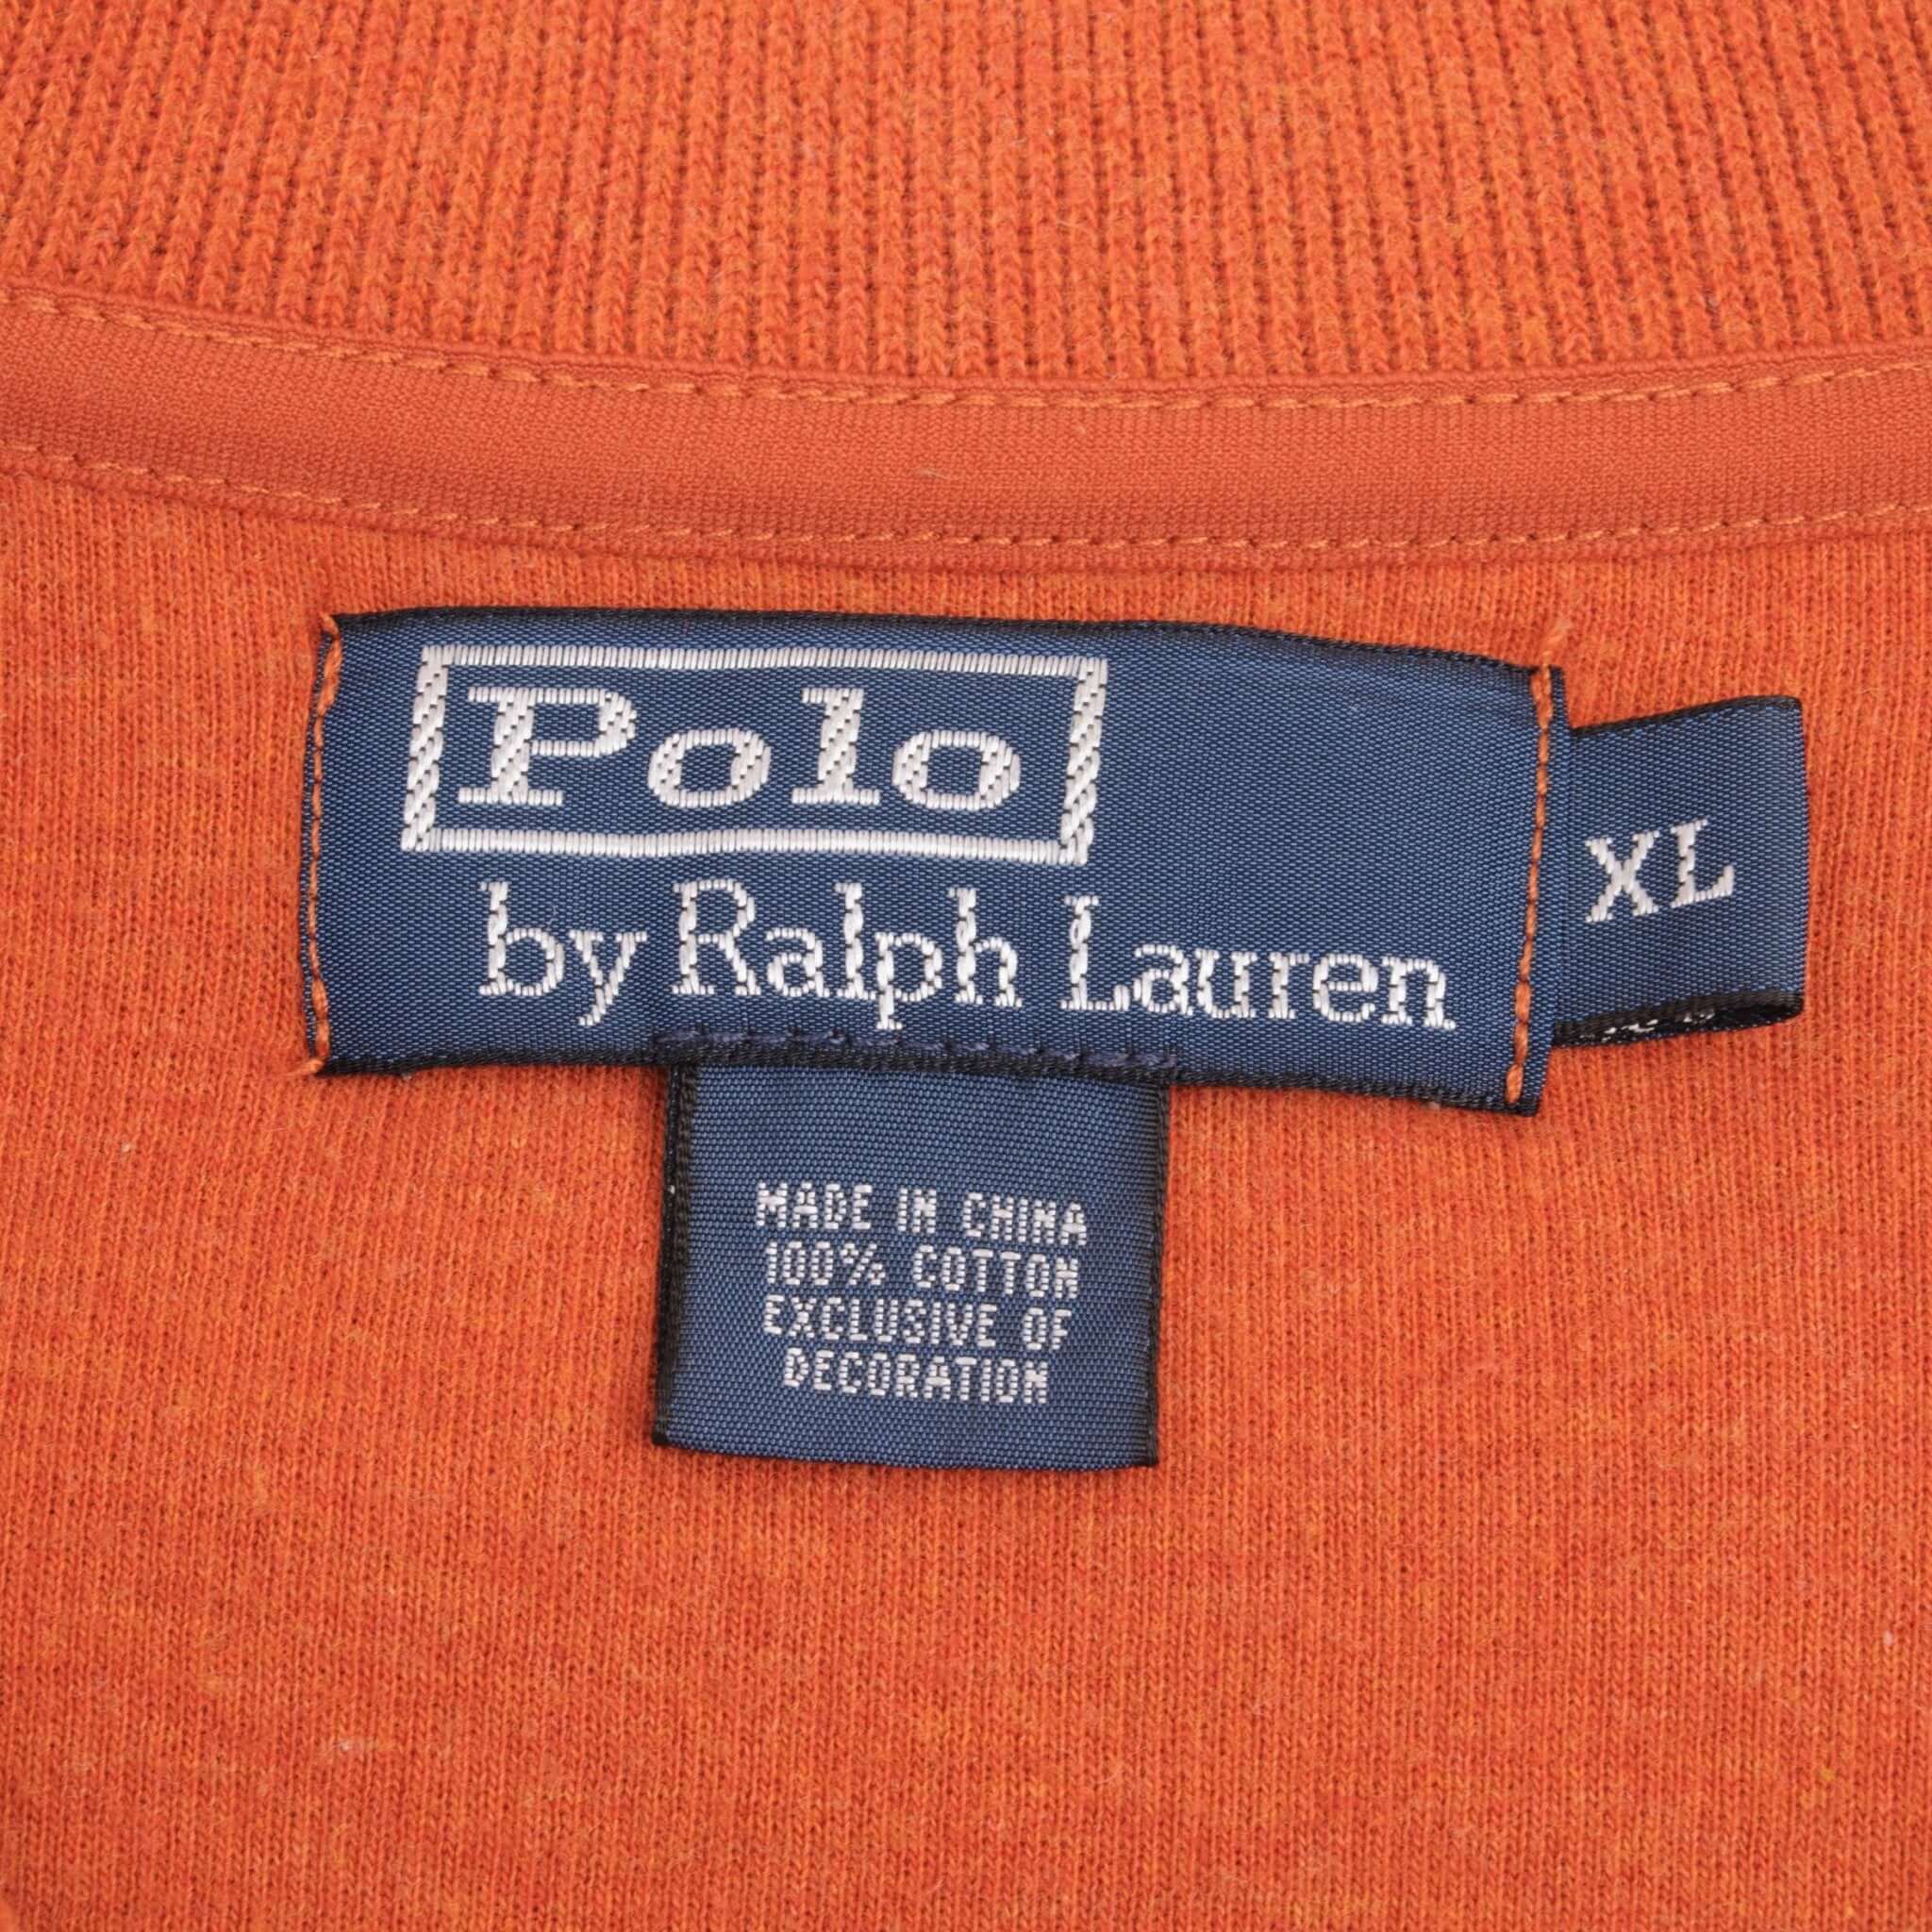 Polo
by Ralph Lauren
XL
MADE IN CHINA
100% COTTON
EXCLUSIVE OF
DECORATION